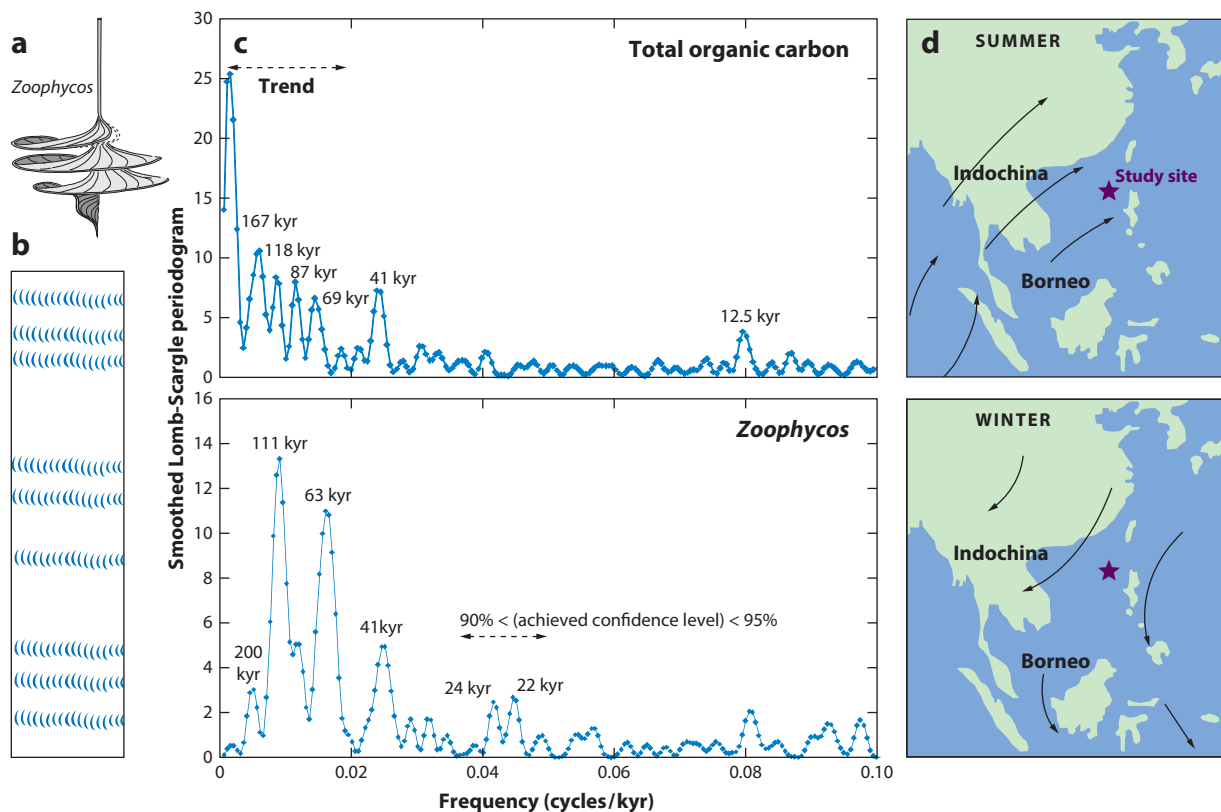 a
Zoophycos
b
c
Total organic carbon
Trend
167 kyr
118 kyr
87 kyr
69 kyr
41 kyr
12.5 kyr
30
25
20
15
10
5
0
Smoothed Lomb-Scargle periodogram
Zoophycos
111 kyr
63 kyr
200
kyr
41kyr
90% < (achieved confidence level) < 95%
24 kyr
22 kyr
16
14
12
10
8
6
4
2
0
0 0.02 0.04 0.06 0.08 0.10
Frequency (cycles/kyr)
d
SUMMER
Indochina
Study site
Borneo
WINTER
Indochina
Borneo